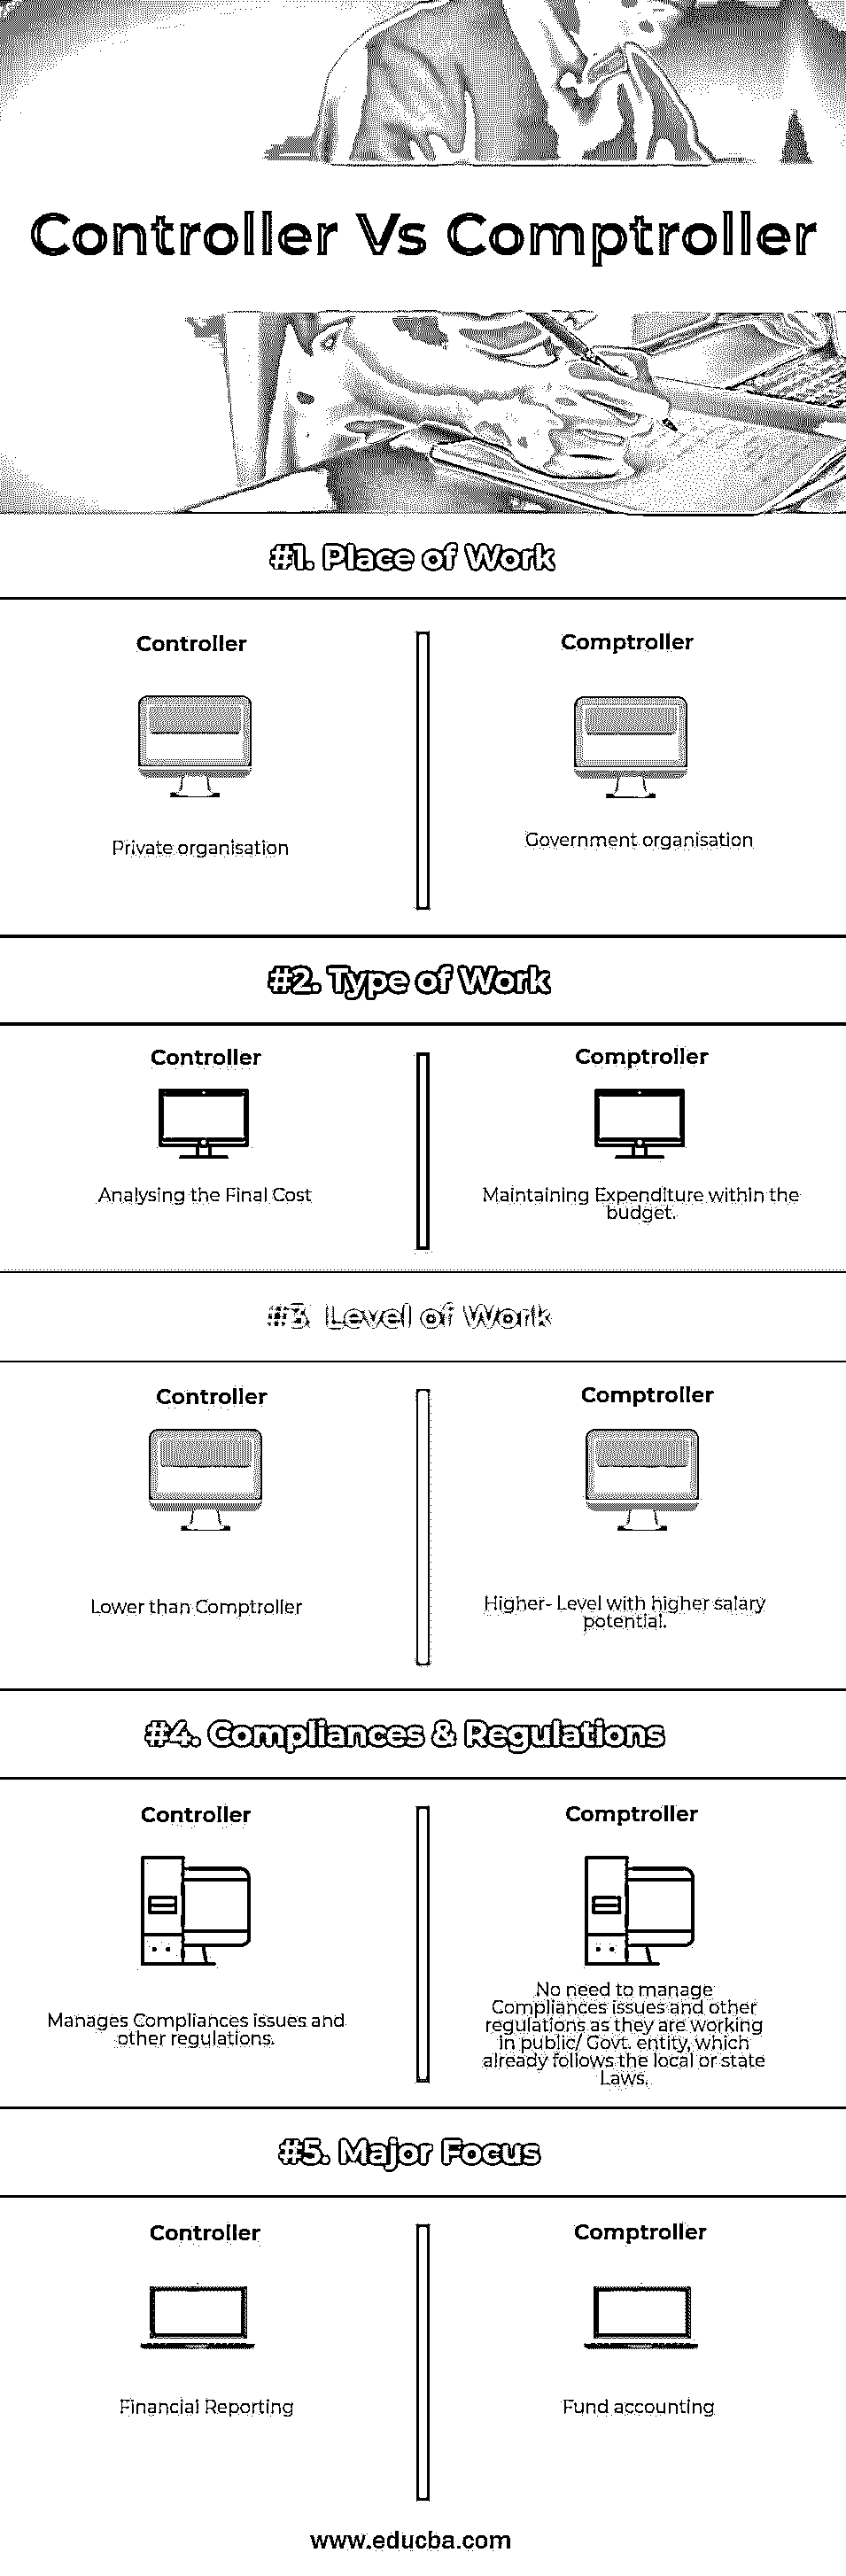 Controller Vs Comptroller
#1. Place of Work
Controller
Comptroller
Private organisation
Government organisation
#2. Type of Work
Controller
Comptroller
Analysing the Final Cost
Maintaining Expenditure within the
budget.
#3. Level of Work
Controller
Comptroller
Lower than Comptroller
Higher- Level with higher salary
potential.
#4. Compliances & Regulations
Controller
Comptroller
Manages Compliances issues and
other regulations.
No need to manage
Compliances issues and other
regulations as they are working
in public/ Govt. entity, which
already follows the local or state
Laws.
#5. Major Focus
Controller
Comptroller
Financial Reporting
Fund accounting
www.educba.com